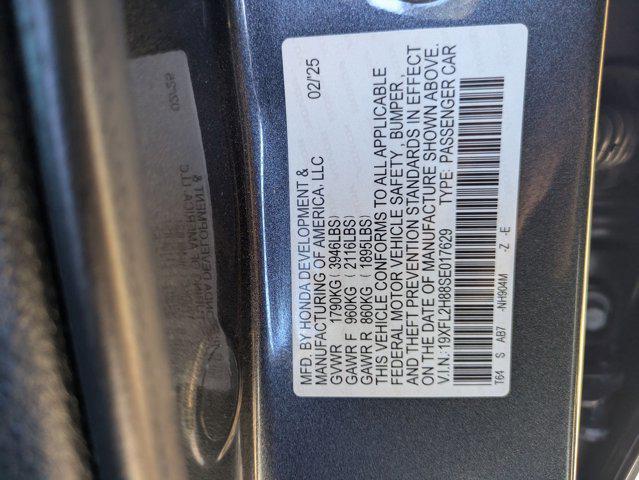 MFD. BY HONDA DEVELOPMENT &
MANUFACTURING OF AMERICA, LLC 02/'25
GVWR 1790KG ( 3946LBS)
GAWR F 960KG ( 2116LBS)
GAWR R 860KG ( 1895LBS)
THIS VEHICLE CONFORMS TO ALL APPLICABLE
FEDERAL MOTOR VEHICLE SAFETY, BUMPER,
AND THEFT PREVENTION STANDARDS IN EFFECT
ON THE DATE OF MANUFACTURE SHOWN ABOVE.
V.I.N: 19XFL2H88SE017629 TYPE: PASSENGER CAR
T64 S AB7 -NH904M -Z -E